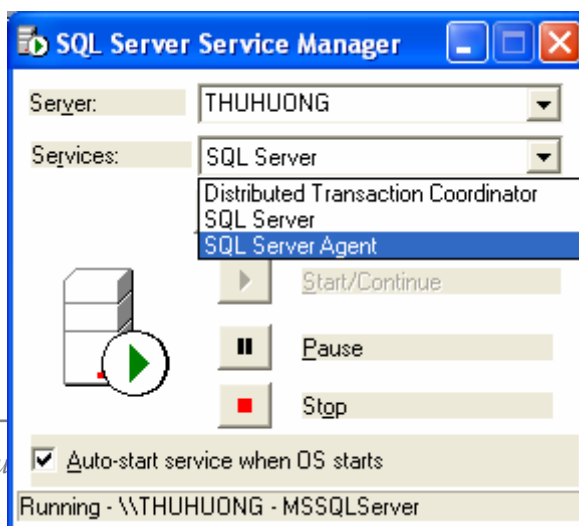 SQL Server Service Manager
Server: THUHUONG
Services: SQL Server
Distributed Transaction Coordinator
SQL Server
SQL Server Agent
Start/Continue
Pause
Stop
Auto-start service when OS starts
Running - \\THUHUONG - MSSQLServer